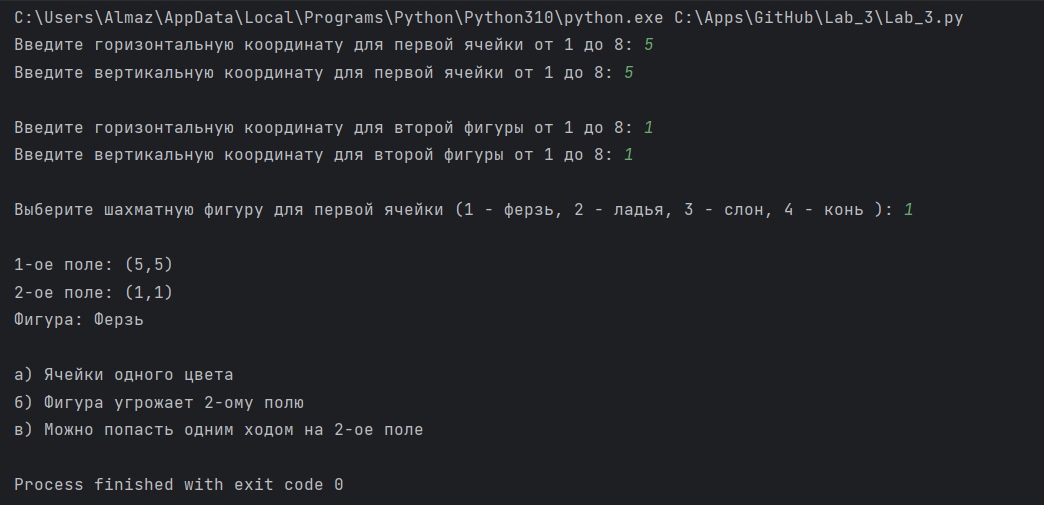 C:\Users\Almaz\AppData\Local\Programs\Python\Python310\python.exe C:\Apps\GitHub\Lab_3\Lab_3.py
Введите горизонтальную координату для первой ячейки от 1 до 8: 5
Введите вертикальную координату для первой ячейки от 1 до 8: 5
Введите горизонтальную координату для второй фигуры от 1 до 8: 1
Введите вертикальную координату для второй фигуры от 1 до 8: 1
Выберите шахматную фигуру для первой ячейки (1 - ферзь, 2 - ладья, 3 - слон, 4 - конь ): 1
1-ое поле: (5,5)
2-ое поле: (1,1)
Фигура: Ферзь
а) Ячейки одного цвета
б) Фигура угрожает 2-ому полю
в) Можно попасть одним ходом на 2-ое поле
Process finished with exit code 0